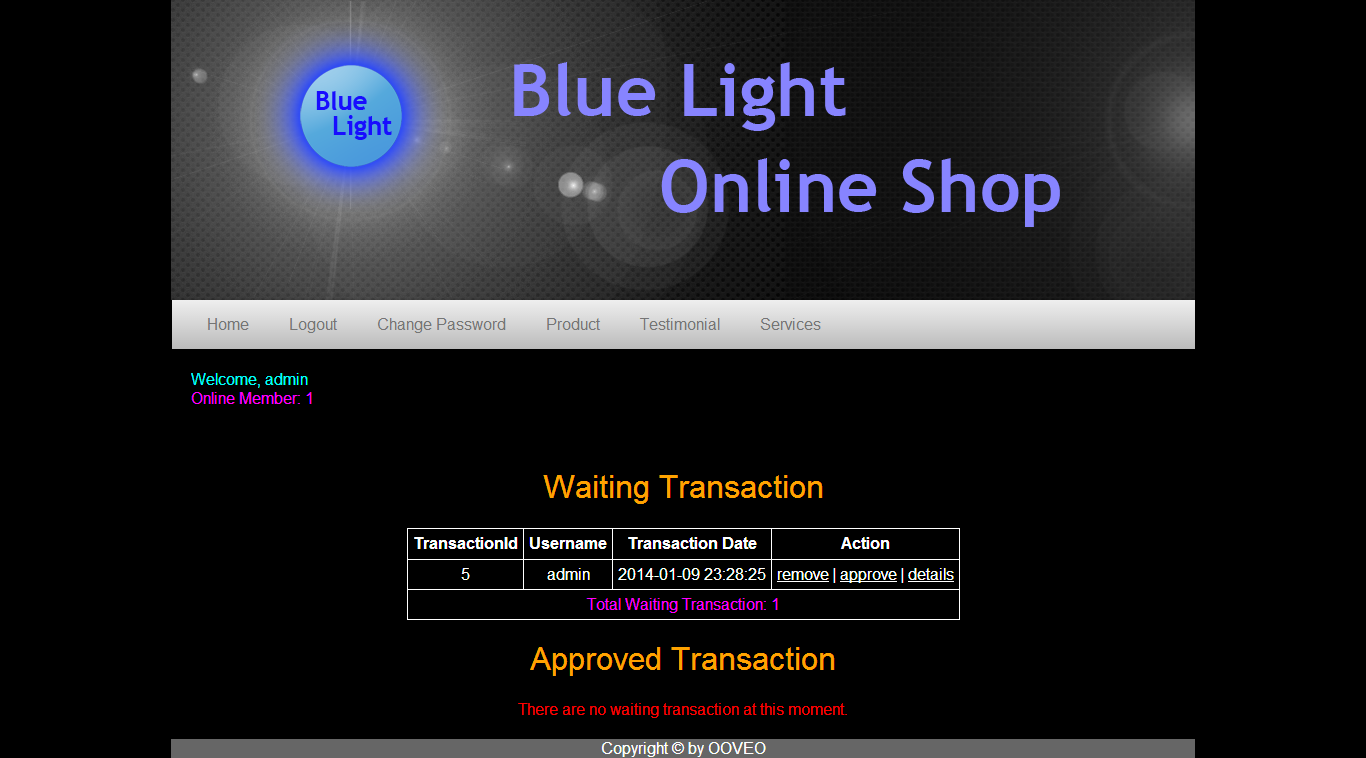 Blue
Light
Blue Light
Online Shop
Home Logout Change Password Product Testimonial Services
Welcome, admin
Online Member: 1
Waiting Transaction
TransactionId Username Transaction Date Action
5 admin 2014-01-09 23:28:25 remove | approve | details
Total Waiting Transaction: 1
Approved Transaction
There are no waiting transaction at this moment.
Copyright © by OOVEO